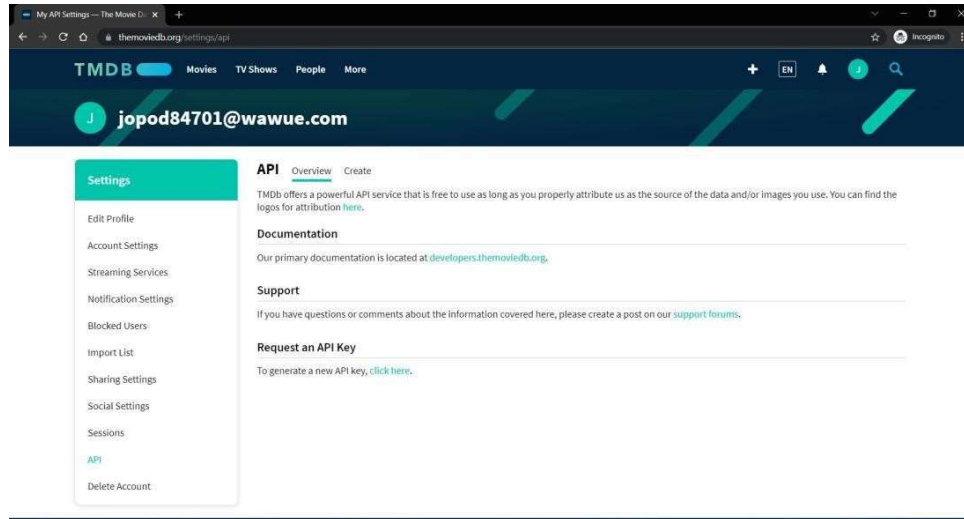 My API Settings — The Movie D
themoviedb.org/settings/api
Incognito
TMDB Movies TV Shows People More
EN J
J jopod84701@wawue.com
Settings
Edit Profile
Account Settings
Streaming Services
Notification Settings
Blocked Users
Import List
Sharing Settings
Social Settings
Sessions
API
Delete Account
API Overview Create
TMDb offers a powerful API service that is free to use as long as you properly attribute us as the source of the data and/or images you use. You can find the
logos for attribution here.
Documentation
Our primary documentation is located at developers.themoviedb.org.
Support
If you have questions or comments about the information covered here, please create a post on our support forums.
Request an API Key
To generate a new API key, click here.